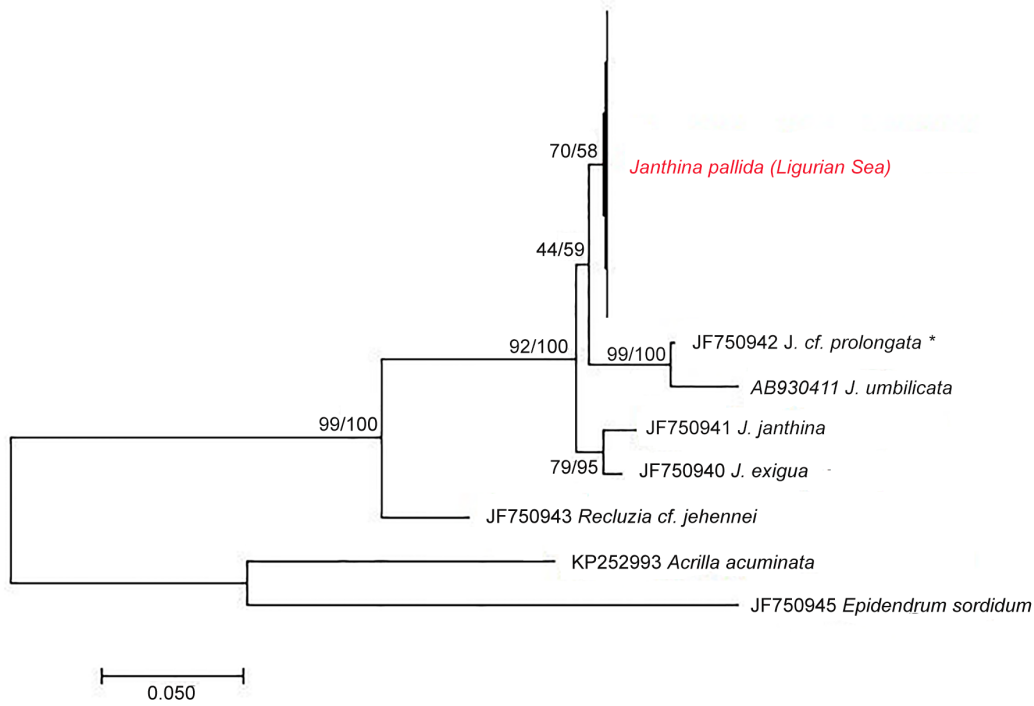 70/58
Janthina pallida (Ligurian Sea)
44/59
JF750942 J. cf. prolongata *
92/100
99/100
AB930411 J. umbilicata
JF750941 J. janthina
99/100
79/95
JF750940 J. exigua
JF750943 Recluzia cf. jehennei
KP252993 Acrilla acuminata
JF750945 Epidendrum sordidum
0.050